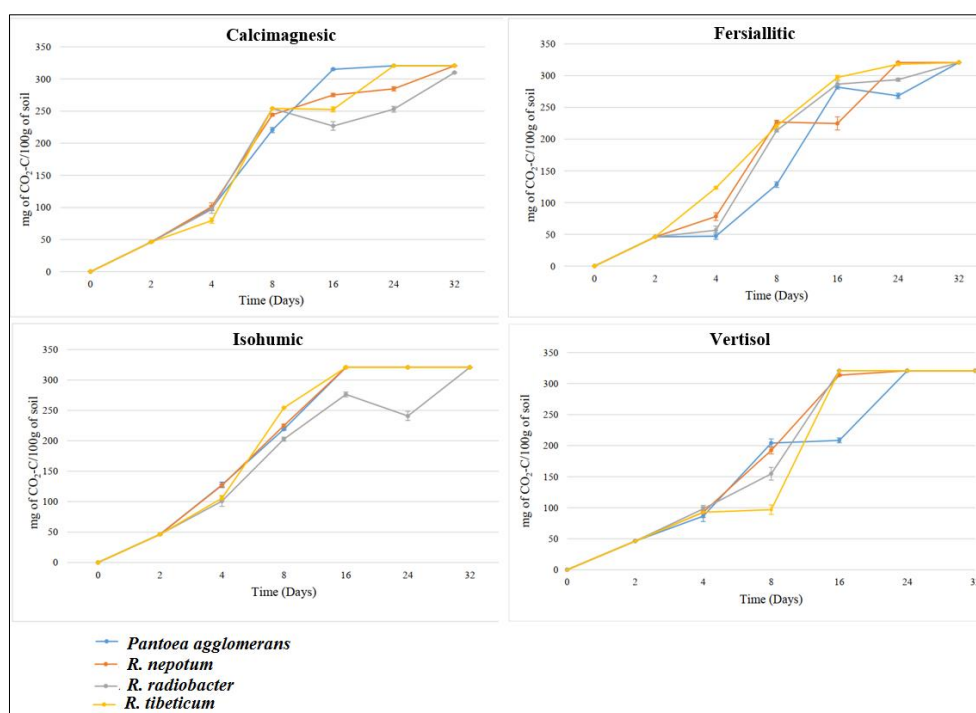 Calcimagnesic
mg of CO₂-C/100g of soil
350
300
250
200
150
100
50
0
0 2 4 8 16 24 32
Time (Days)
Fersiallitic
mg of CO₂-C/100g of soil
350
300
250
200
150
100
50
0
0 2 4 8 16 24 32
Time (Days)
Isohumic
mg of CO₂-C/100g of soil
350
300
250
200
150
100
50
0
0 2 4 8 16 24 32
Time (Days)
Vertisol
mg of CO₂-C/100g of soil
350
300
250
200
150
100
50
0
0 2 4 8 16 24
Time (Days)
Pantoea agglomerans
R. nepotum
R. radiobacter
R. tibeticum